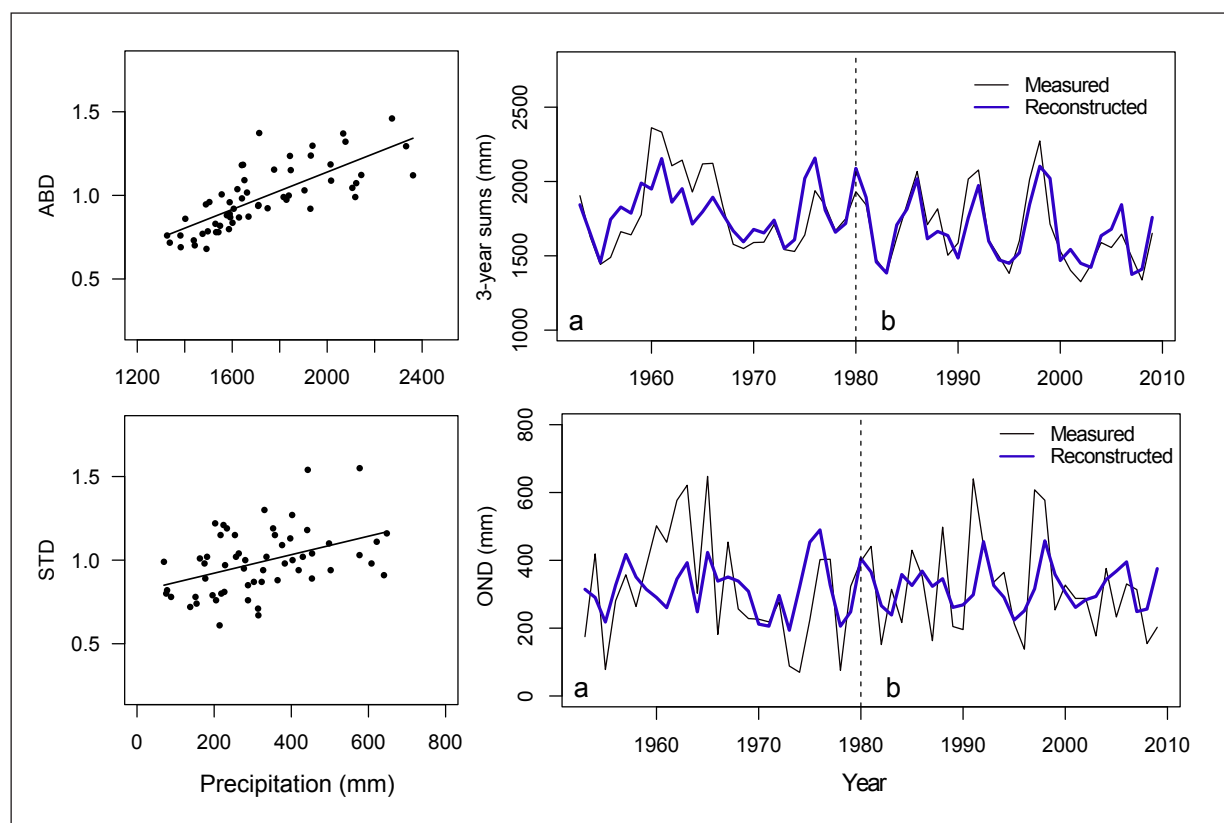 ABD
1.5
1.0
0.5
1200 1600 2000 2400
3-year sums (mm)
2500
2000
1500
1000
Measured
Reconstructed
a
b
1960 1970 1980 1990 2000 2010
STD
1.5
1.0
0.5
0 200 400 600 800
Precipitation (mm)
OND (mm)
800
600
400
200
0
Measured
Reconstructed
a
b
1960 1970 1980 1990 2000 2010
Year